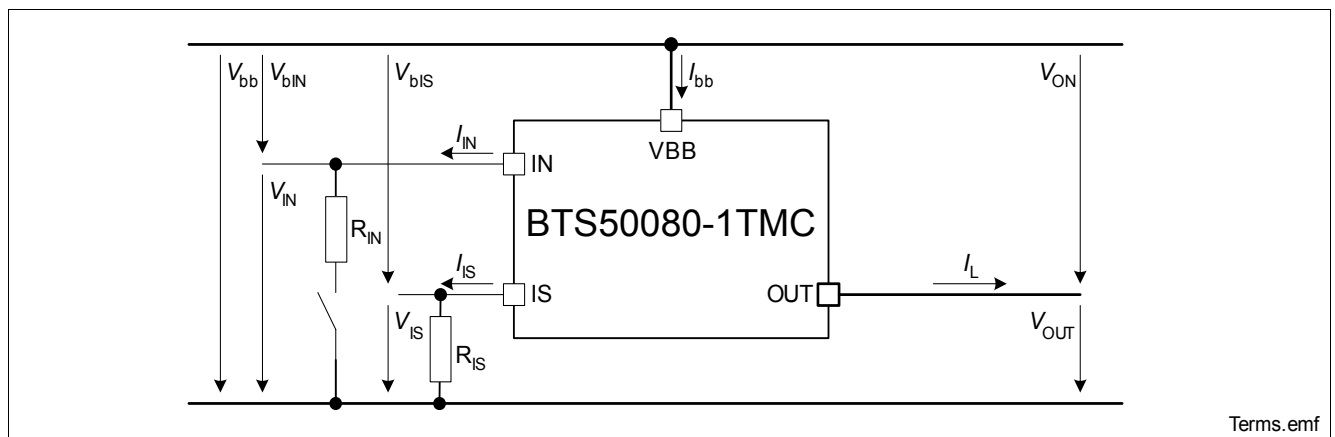 V_bb V_bIN V_bIS I_bb V_ON
VBB
I_IN IN
V_IN
R_IN
BTS50080-1TMC
I_IS IS
OUT I_L
V_IS
R_IS
V_OUT
Terms.emf